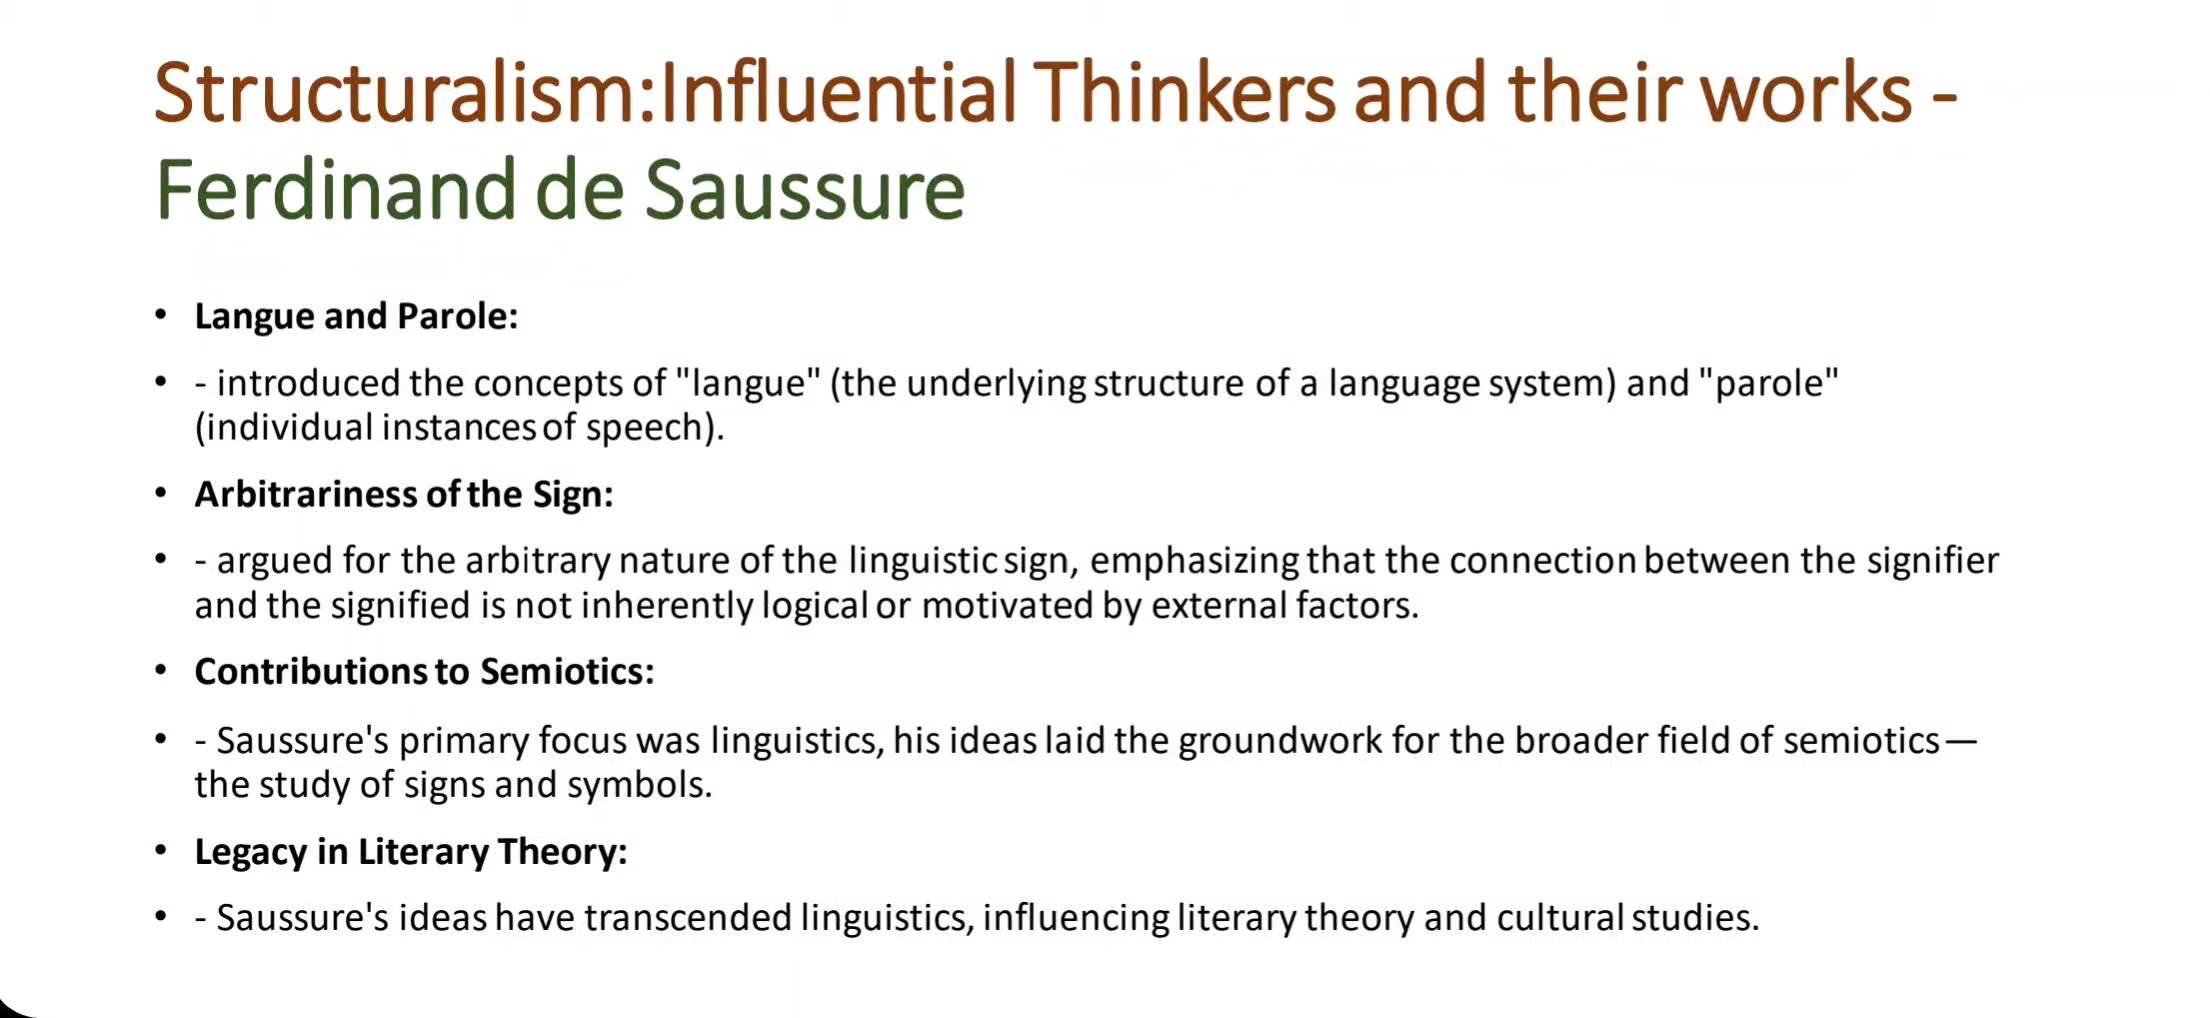 Structuralism:Influential Thinkers and their works -
Ferdinand de Saussure
• Langue and Parole:
• - introduced the concepts of "langue" (the underlying structure of a language system) and "parole"
(individual instances of speech).
• Arbitrariness of the Sign:
• - argued for the arbitrary nature of the linguistic sign, emphasizing that the connection between the signifier
and the signified is not inherently logical or motivated by external factors.
• Contributions to Semiotics:
• - Saussure's primary focus was linguistics, his ideas laid the groundwork for the broader field of semiotics—
the study of signs and symbols.
• Legacy in Literary Theory:
• - Saussure's ideas have transcended linguistics, influencing literary theory and cultural studies.